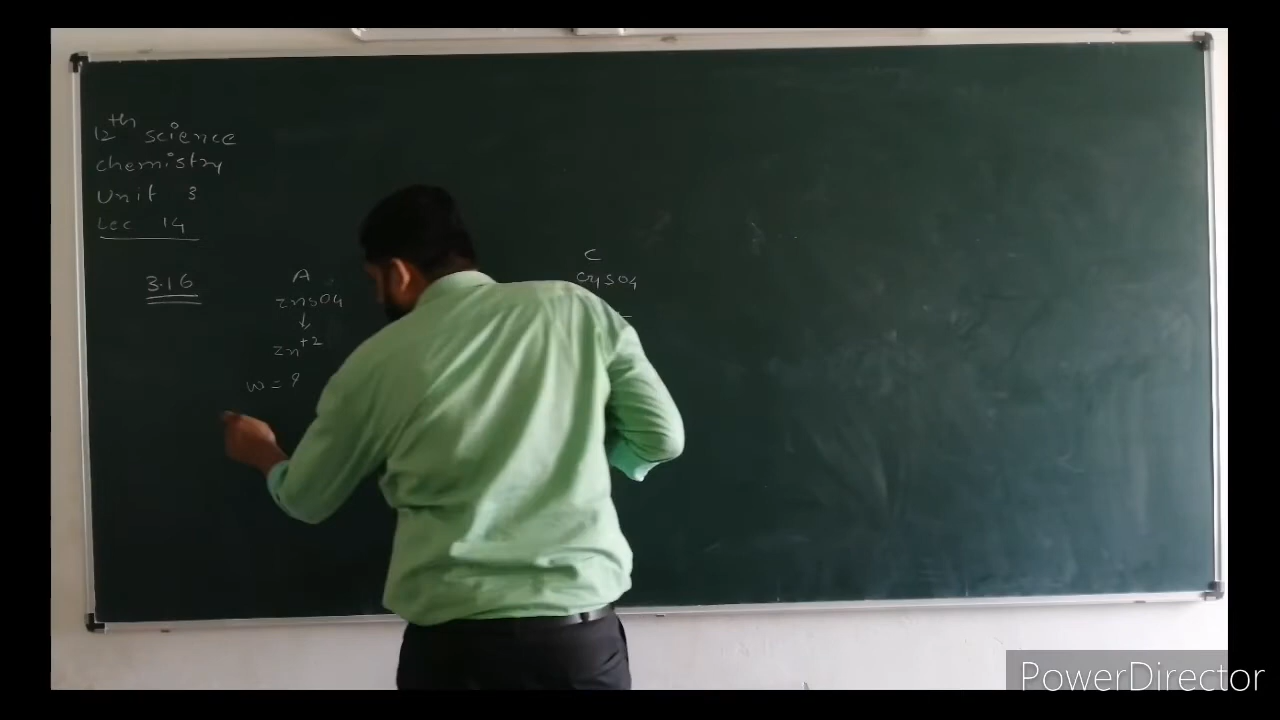 12th science
chemistry
Unit 3
Lec 14
3.16
A
ZnSO4
↓
Zn+2
w = ?
C
CuSO4
PowerDirector